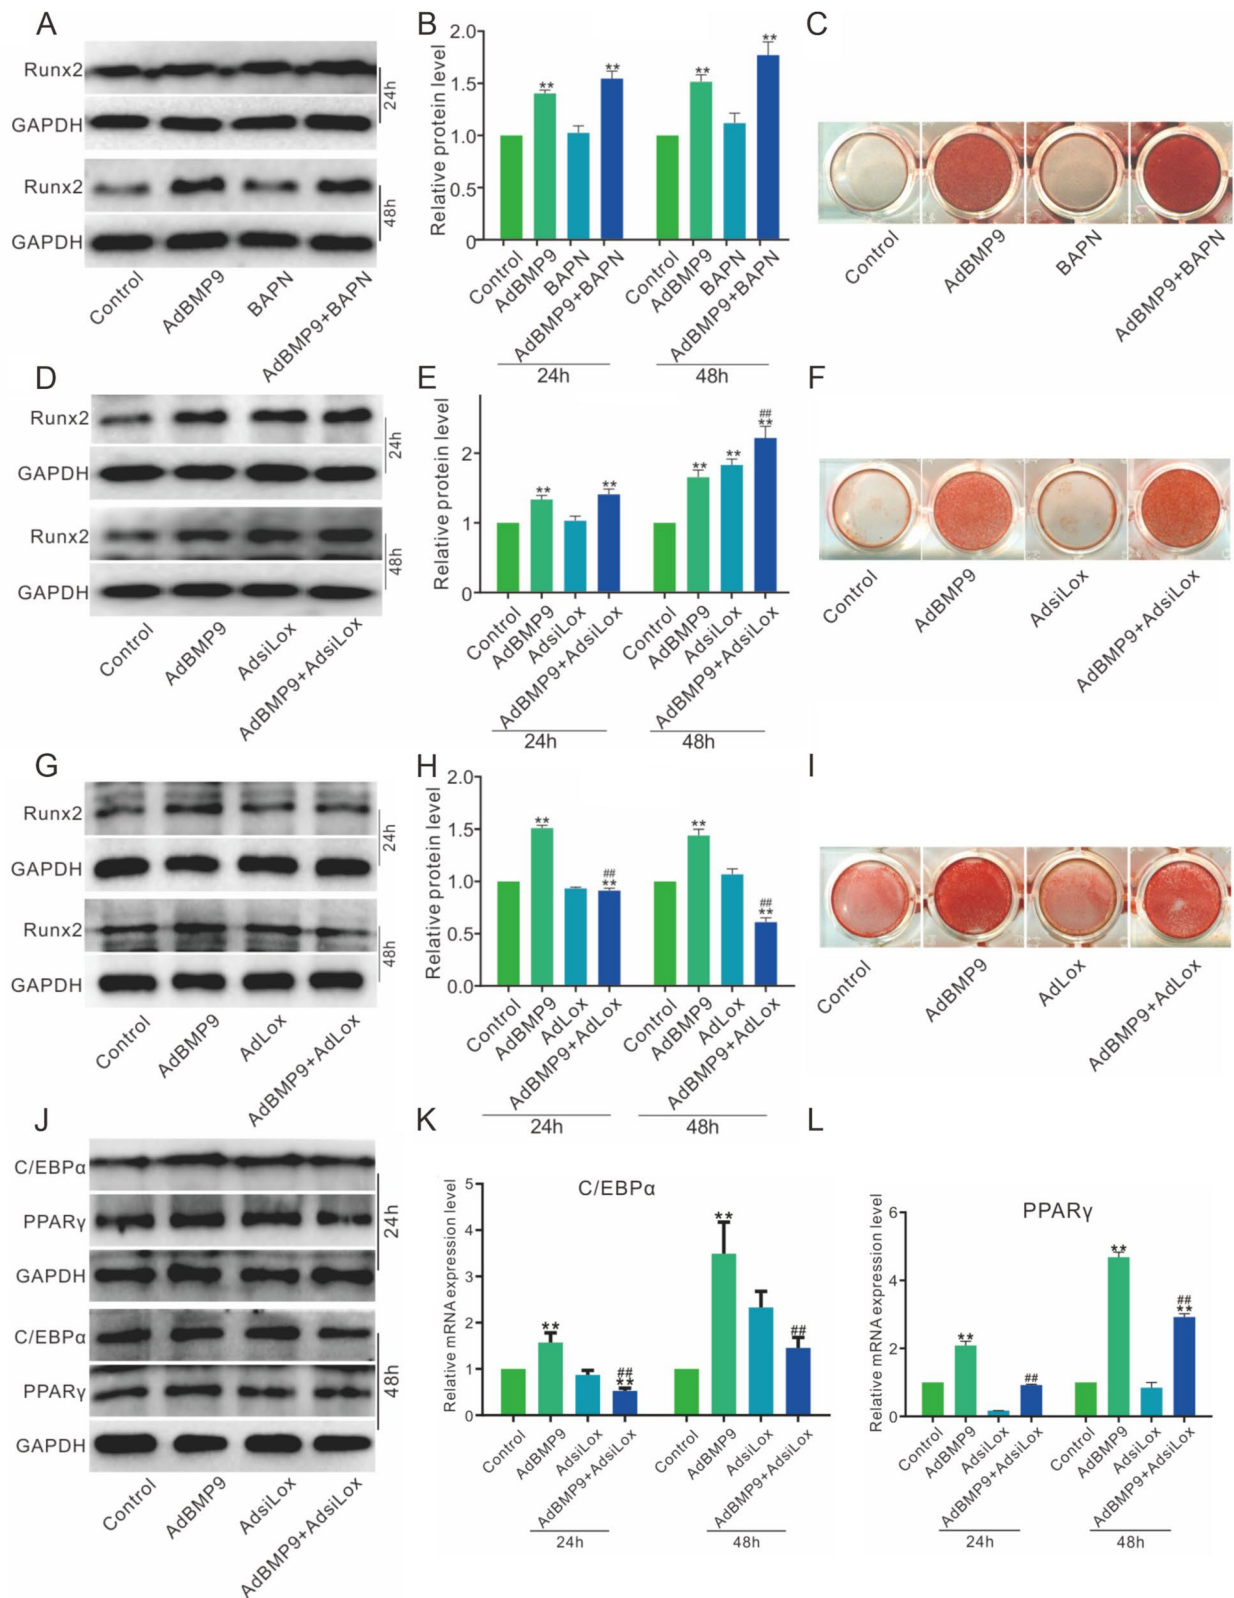 A
Runx2
GAPDH
24h
Runx2
GAPDH
48h
Control
AdBMP9
BAPN
AdBMP9+BAPN
B
Relative protein level
2.0
1.5
1.0
0.5
0
**
**
**
**
Control
AdBMP9
BAPN
AdBMP9+BAPN
Control
AdBMP9
BAPN
AdBMP9+BAPN
24h
48h
C
Control
AdBMP9
BAPN
AdBMP9+BAPN
D
Runx2
GAPDH
24h
Runx2
GAPDH
48h
Control
AdBMP9
AdsiLox
AdBMP9+AdsiLox
E
Relative protein level
2
1
0
**
**
**
**
##
**
Control
AdBMP9
AdsiLox
AdBMP9+AdsiLox
Control
AdBMP9
AdsiLox
AdBMP9+AdsiLox
24h
48h
F
Control
AdBMP9
AdsiLox
AdBMP9+AdsiLox
G
Runx2
GAPDH
24h
Runx2
GAPDH
48h
Control
AdBMP9
AdLox
AdBMP9+AdLox
H
Relative protein level
2.0
1.5
1.0
0.5
0.0
**
##
**
**
##
**
Control
AdBMP9
AdLox
AdBMP9+AdLox
Control
AdBMP9
AdLox
AdBMP9+AdLox
24h
48h
I
Control
AdBMP9
AdLox
AdBMP9+AdLox
J
C/EBPα
PPARγ
GAPDH
24h
C/EBPα
PPARγ
GAPDH
48h
Control
AdBMP9
AdsiLox
AdBMP9+AdsiLox
K
C/EBPα
Relative mRNA expression level
5
4
3
2
1
0
**
##
**
**
##
Control
AdBMP9
AdsiLox
AdBMP9+AdsiLox
Control
AdBMP9
AdsiLox
AdBMP9+AdsiLox
24h
48h
L
PPARγ
Relative mRNA expression level
6
4
2
0
**
##
**
##
**
Control
AdBMP9
AdsiLox
AdBMP9+AdsiLox
Control
AdBMP9
AdsiLox
AdBMP9+AdsiLox
24h
48h